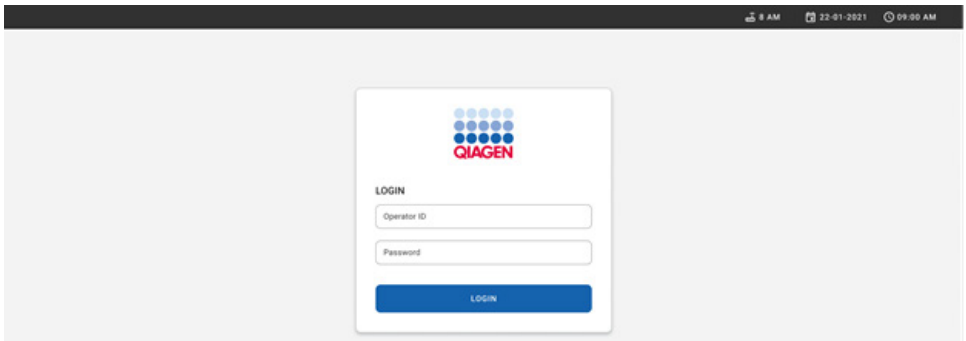 8 AM 22-01-2021 09:00 AM
QIAGEN
LOGIN
Operator ID
Password
LOGIN